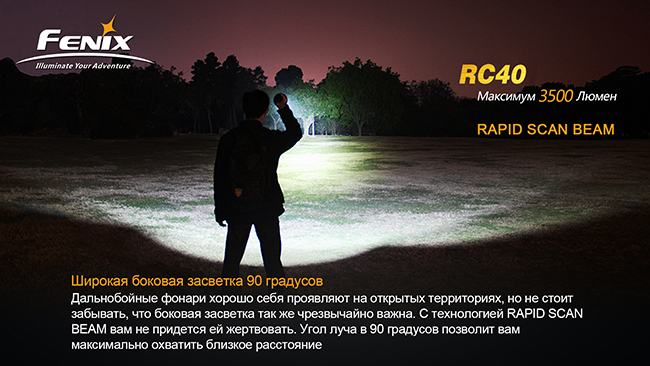 FENIX
Illuminate Your Adventure
RC40
Максимум 3500 Люмен
RAPID SCAN BEAM
Широкая боковая засветка 90 градусов
Дальнобойные фонари хорошо себя проявляют на открытых территориях, но не стоит
забывать, что боковая засветка так же чрезвычайно важна. С технологией RAPID SCAN
BEAM вам не придется ей жертвовать. Угол луча в 90 градусов позволит вам
максимально охватить близкое расстояние